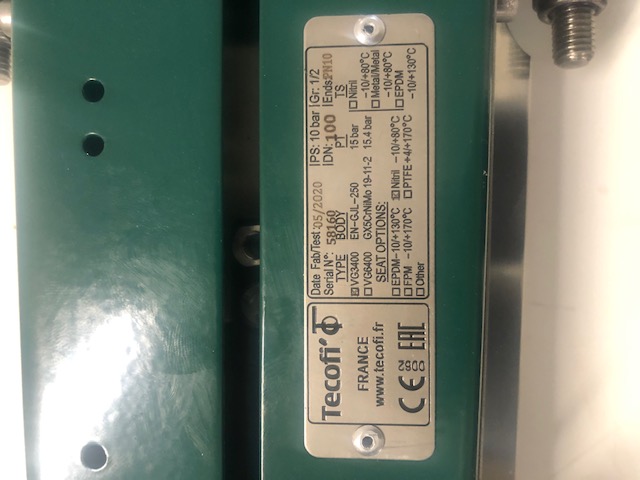 Tecofi
FRANCE
www.tecofi.fr
CE EAC
Date Fab/Test: 05/2020 PS: 10 bar Gr: 1/2
Serial N°: 58160 DN: 100 Ends: PN10
TYPE BODY PT TS
☒ VG3400 EN-GJL-250 15 bar ☐ Nitril -10/+80°C
☐ VG6400 GX5CrNiMo 19-11-2 15.4 bar ☐ Metal/Metal -10/+80°C
SEAT OPTIONS:
☐ EPDM -10/+130°C ☒ Nitril -10/+80°C ☐ EPDM -10/+130°C
☐ FPM -10/+170°C ☐ PTFE +4/+170°C
☐ Other